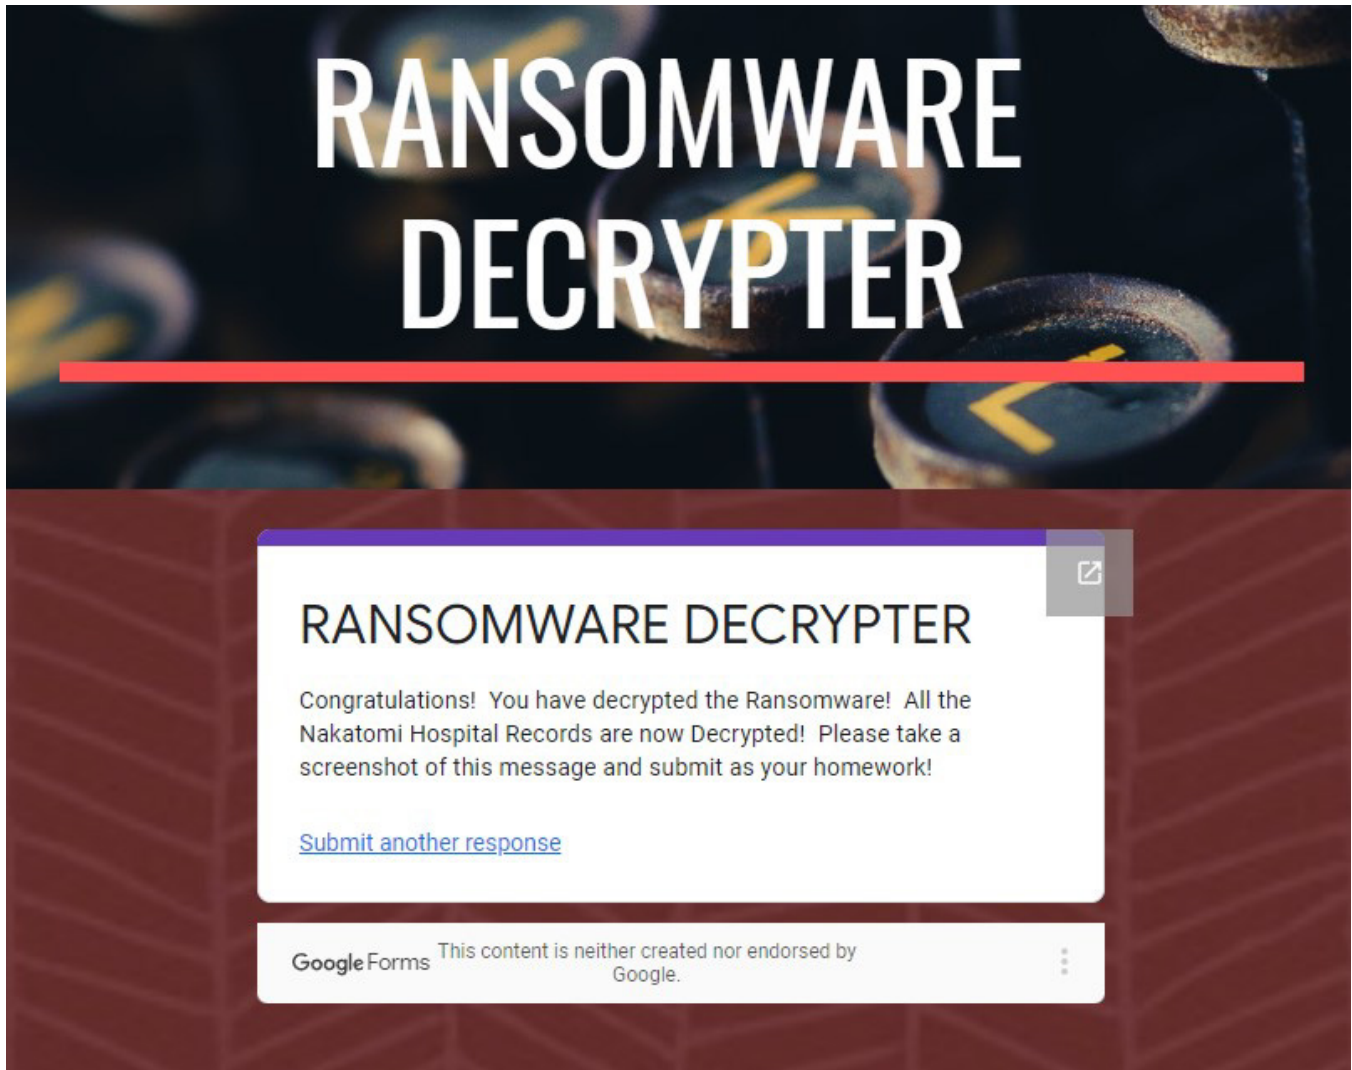 RANSOMWARE
DECRYPTER
RANSOMWARE DECRYPTER
Congratulations!  You have decrypted the Ransomware!  All the
Nakatomi Hospital Records are now Decrypted!  Please take a
screenshot of this message and submit as your homework!
Submit another response
Google Forms This content is neither created nor endorsed by
Google.